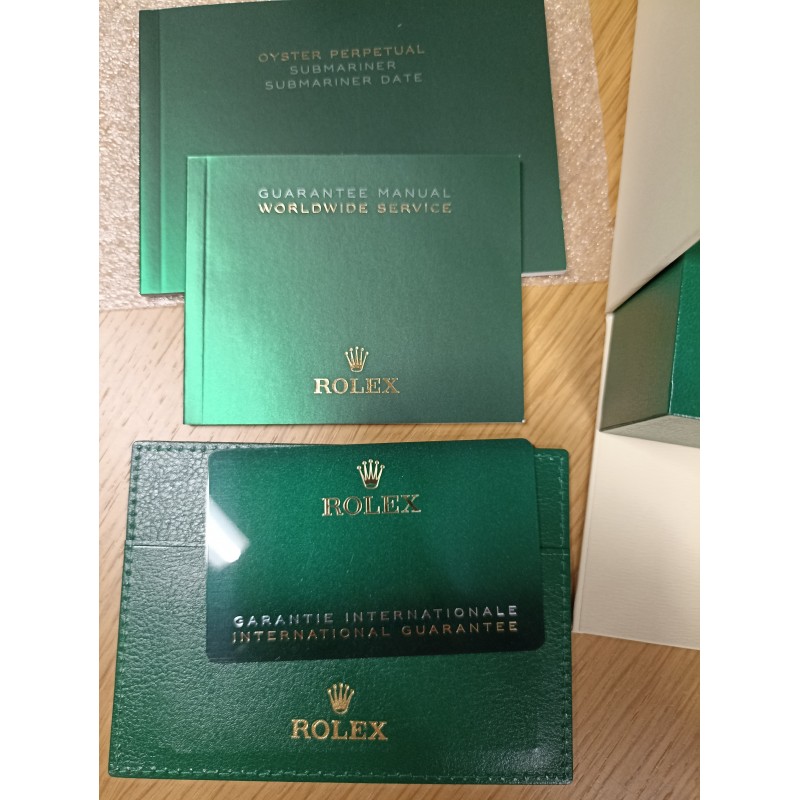 OYSTER PERPETUAL
SUBMARINER
SUBMARINER DATE
GUARANTEE MANUAL
WORLDWIDE SERVICE
ROLEX
ROLEX
GARANTIE INTERNATIONALE
INTERNATIONAL GUARANTEE
ROLEX